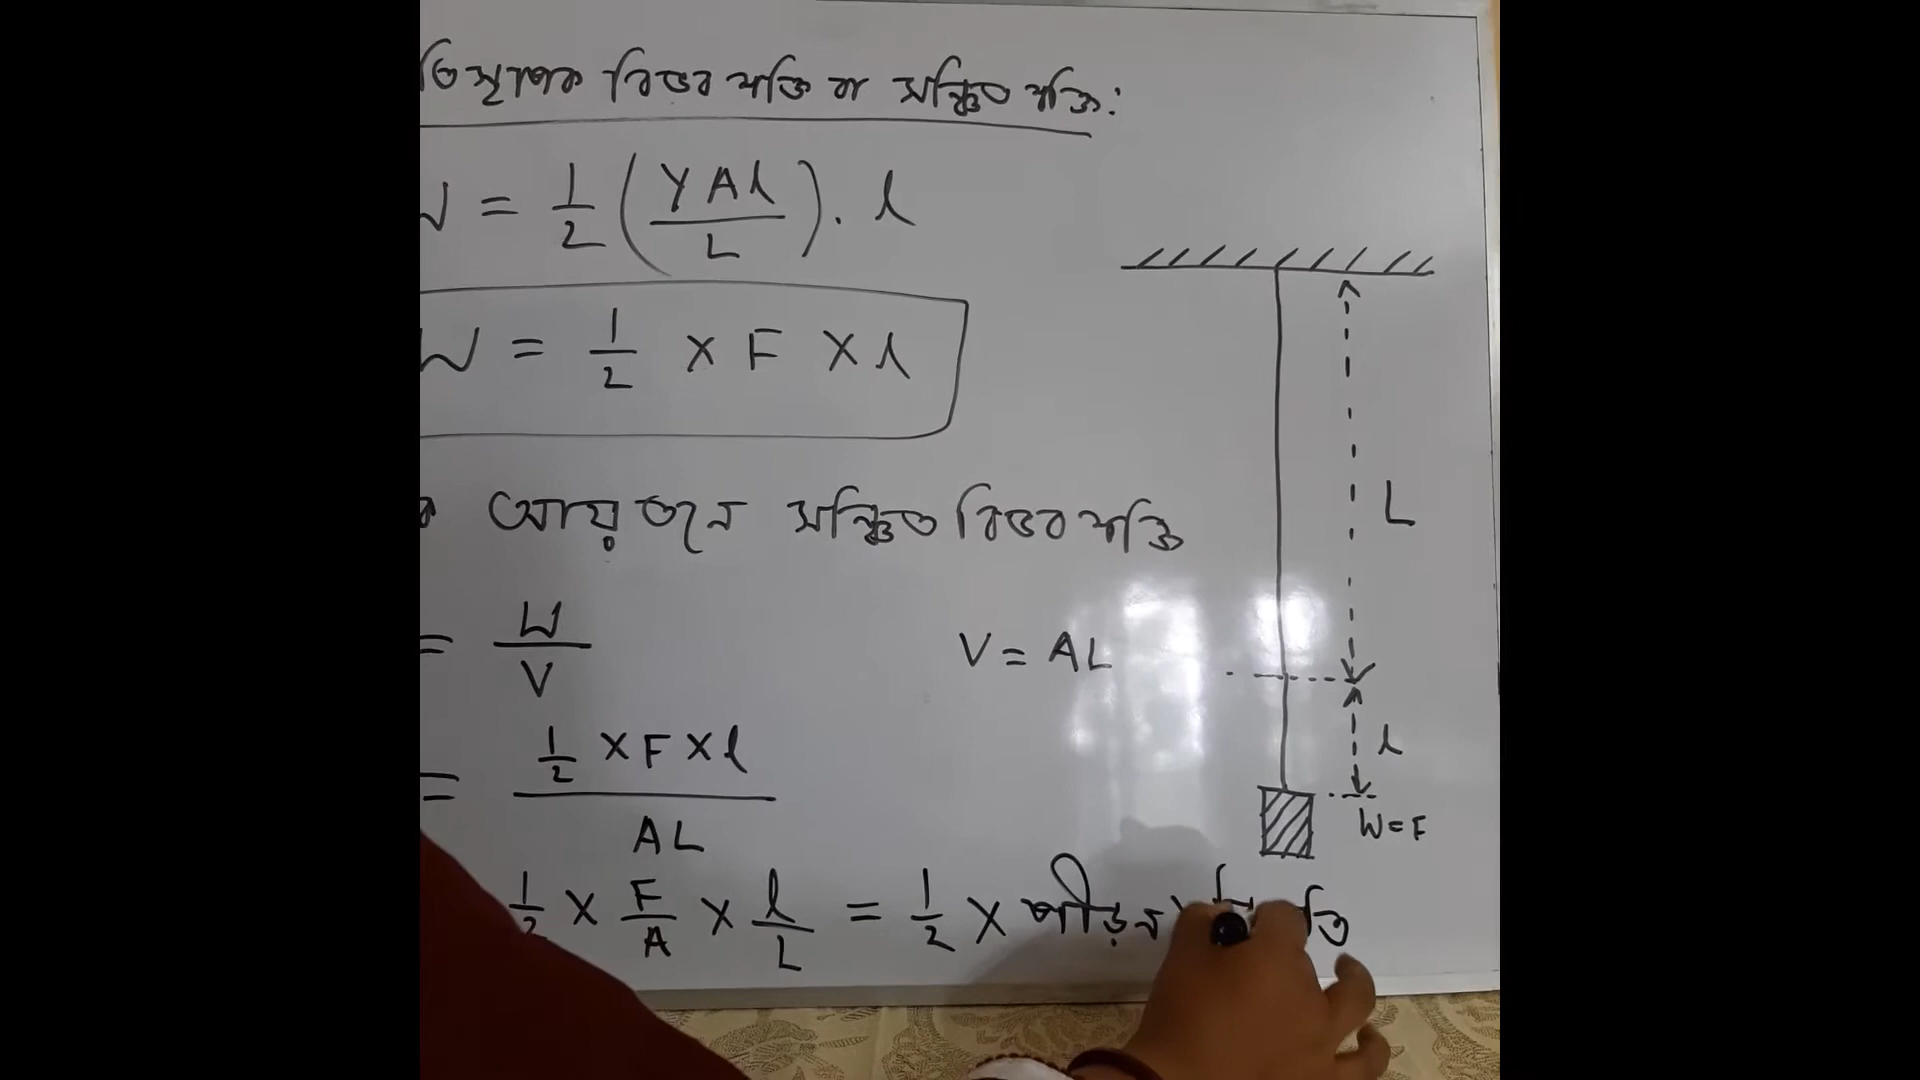 তিস্থাপক বিভব শক্তি বা সঞ্চিত শক্তি:
W = 1/2 (YAl/L). l
W = 1/2 × F × l
আয়তনে সঞ্চিত বিভব শক্তি
= W/V
V = AL
L
l
W = F
= 1/2 × F × l / AL
1/2 × F/A × l/L = 1/2 × পীড়ন ×